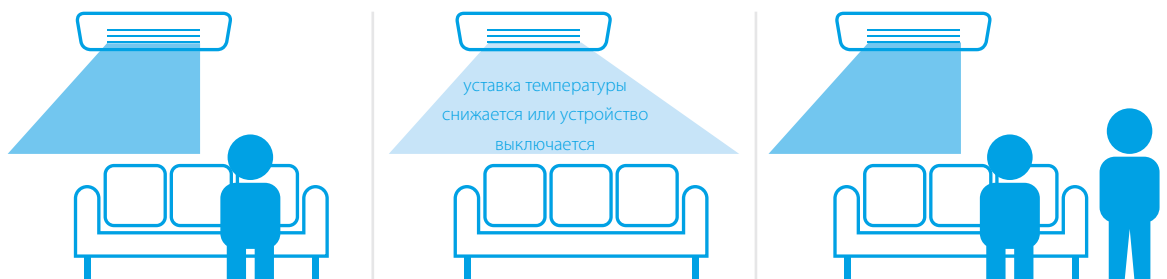 уставка температуры
снижается или устройство
выключается